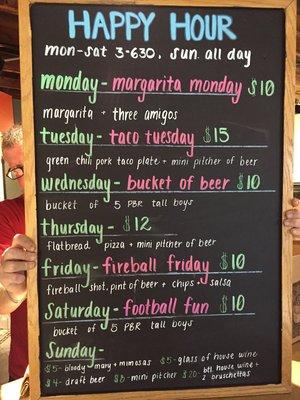 HAPPY HOUR
mon-sat 3-630, sun. all day
monday- margarita monday $10
margarita + three amigos
tuesday- taco tuesday $15
green chili pork taco plate + mini pitcher of beer
wednesday- bucket of beer $10
bucket of 5 PBR tall boys
thursday- $12
flatbread pizza + mini pitcher of beer
friday- fireball friday $10
fireball shot, pint of beer + chips + salsa
Saturday- football fun $10
bucket of 5 PBR tall boys
Sunday-
$5- bloody mary + mimosas $5- glass of house wine
$4- draft beer $8- mini pitcher $20- btl. house wine + 2 bruschettas